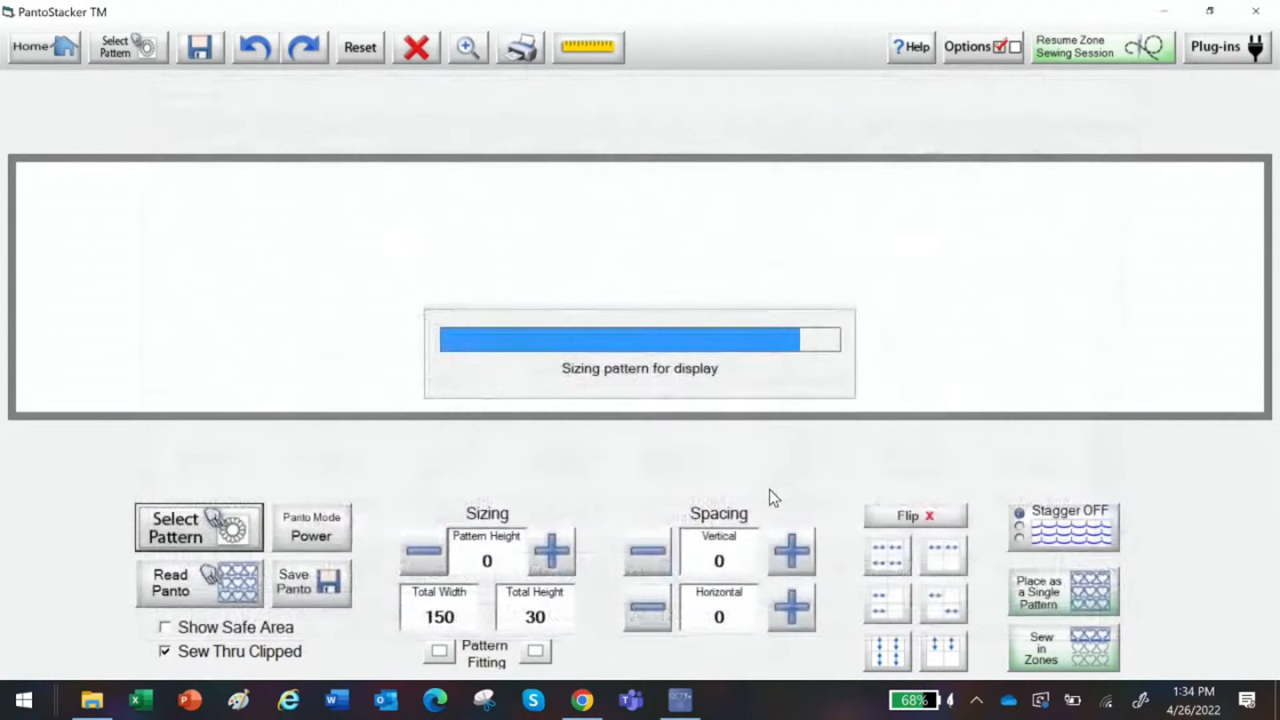 PantoStacker TM
Home
Select
Pattern
Reset
?Help
Options
Resume Zone
Sewing Session
Plug-ins
Sizing pattern for display
Select
Pattern
Panto Mode
Power
Read
Panto
Save
Panto
Show Safe Area
Sew Thru Clipped
Sizing
Pattern Height
0
Total Width
150
Total Height
30
Pattern
Fitting
Spacing
Vertical
0
Horizontal
0
Flip X
Stagger OFF
Place as
a Single
Pattern
Sew
in
Zones
68%
1:34 PM
4/26/2022